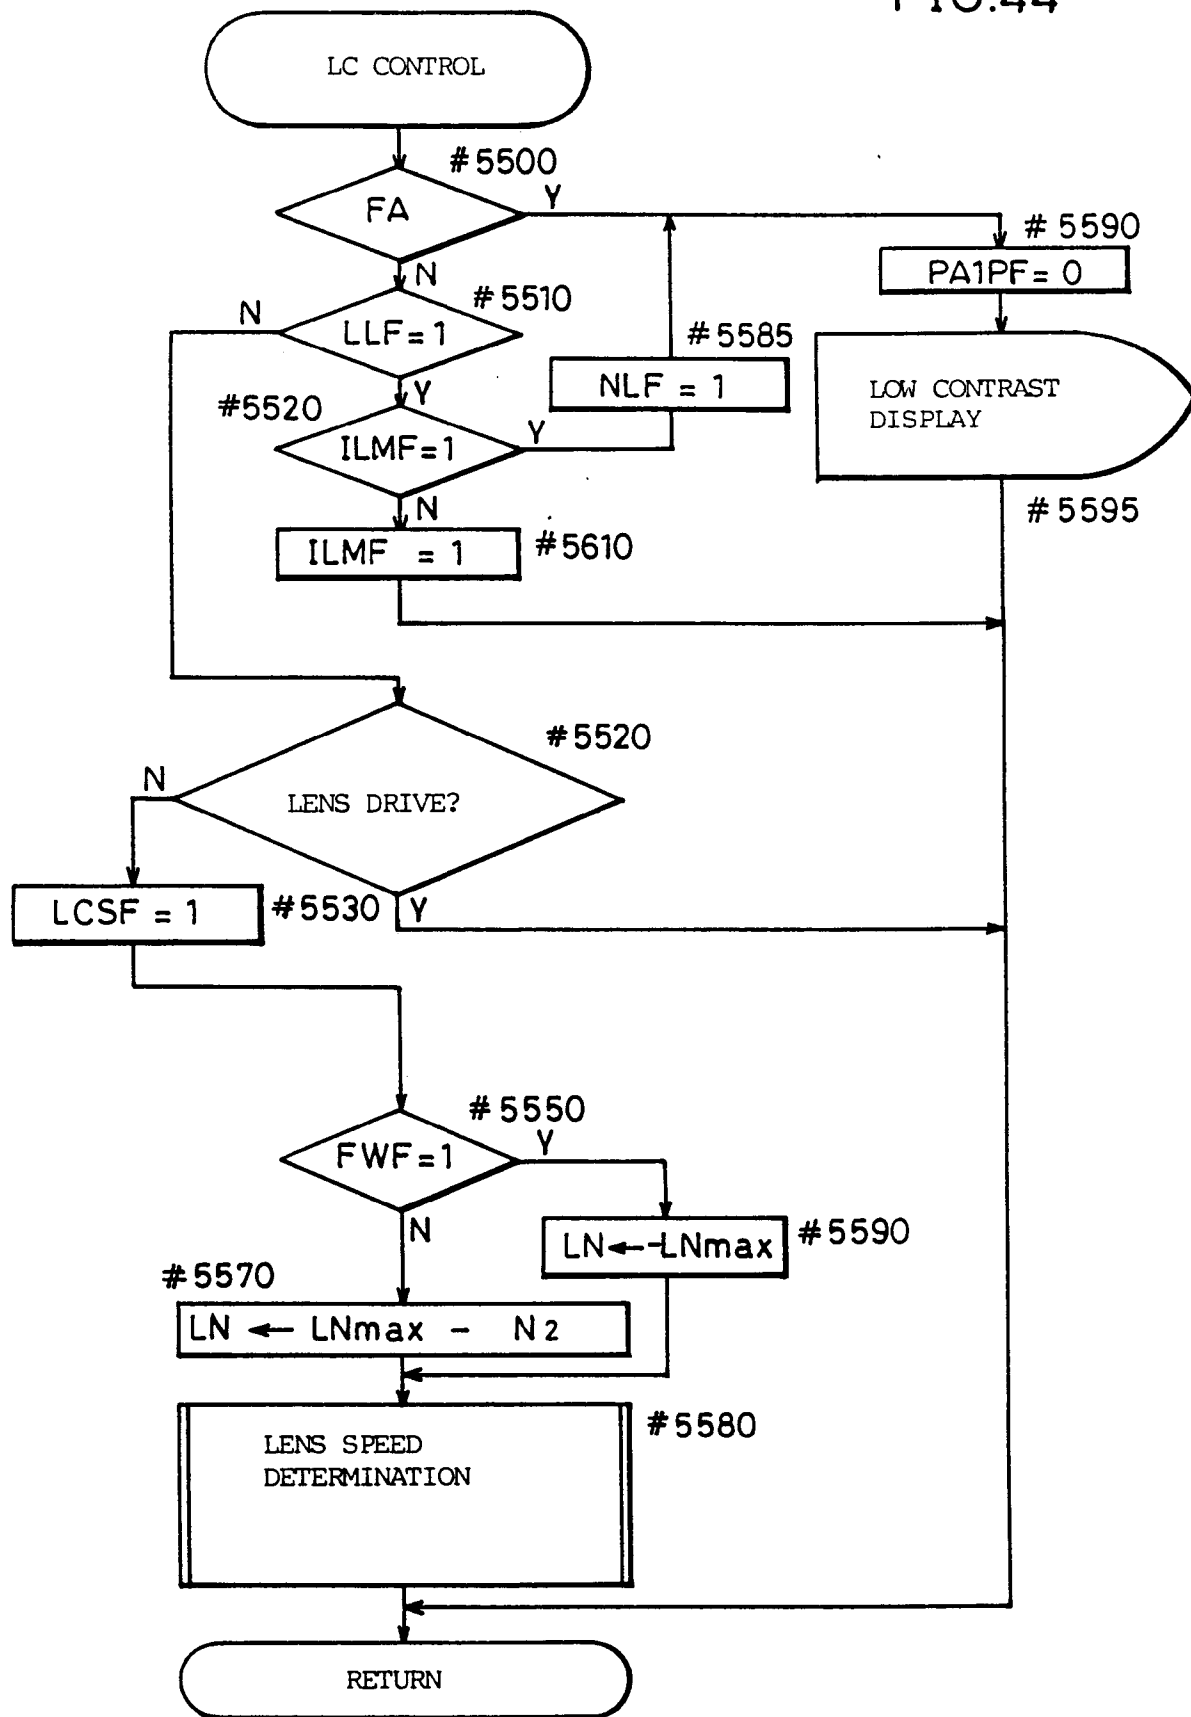 FIG.44
LC CONTROL
#5500
FA
Y
N
#5590
PA1PF=0
N
LLF=1
#5510
#5585
NLF = 1
LOW CONTRAST
DISPLAY
Y
#5520
ILMF=1
Y
N
#5595
ILMF = 1
#5610
#5520
N
LENS DRIVE?
LCSF = 1
#5530
Y
#5550
FWF=1
Y
N
LN←-LNmax
#5590
#5570
LN ← LNmax - N2
#5580
LENS SPEED
DETERMINATION
RETURN